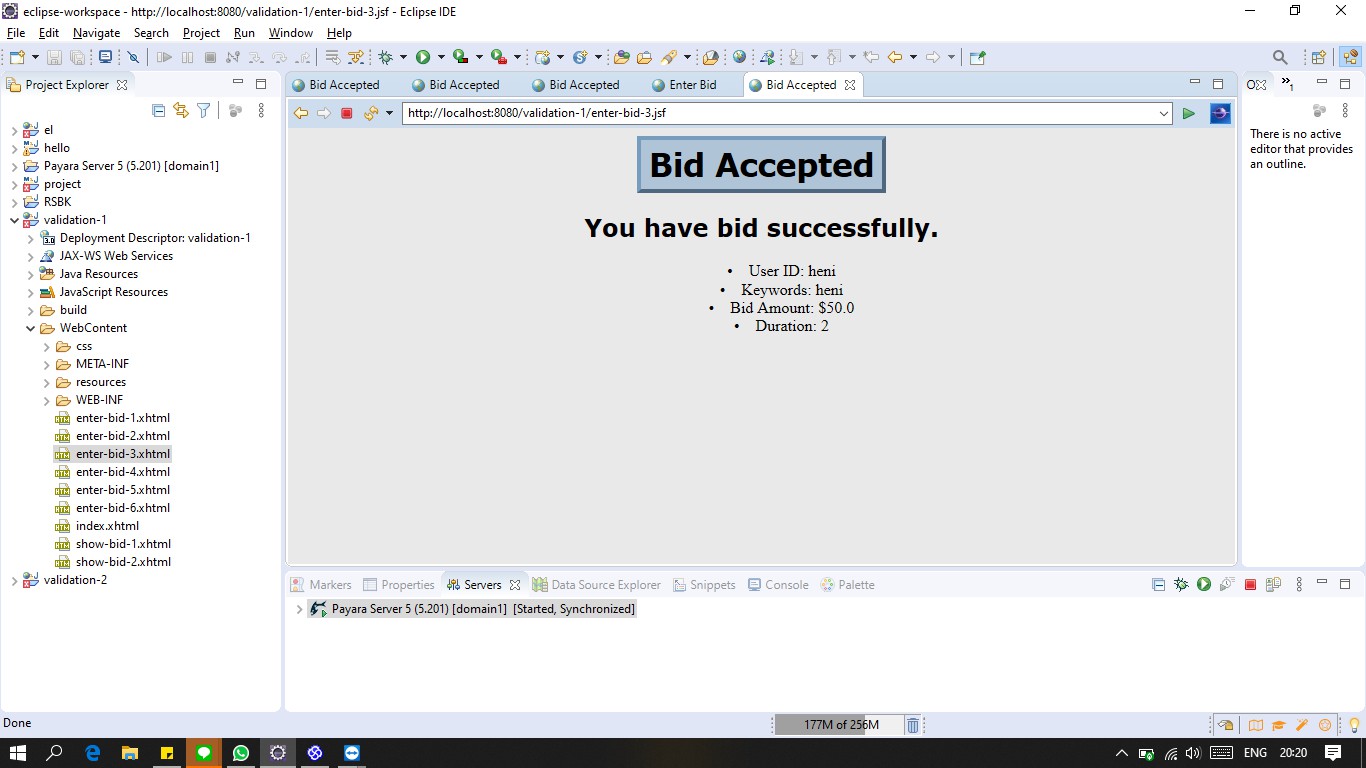 eclipse-workspace - http://localhost:8080/validation-1/enter-bid-3.jsf - Eclipse IDE
File Edit Navigate Search Project Run Window Help
Project Explorer
el
hello
Payara Server 5 (5.201) [domain1]
project
RSBK
validation-1
Deployment Descriptor: validation-1
JAX-WS Web Services
Java Resources
JavaScript Resources
build
WebContent
css
META-INF
resources
WEB-INF
enter-bid-1.xhtml
enter-bid-2.xhtml
enter-bid-3.xhtml
enter-bid-4.xhtml
enter-bid-5.xhtml
enter-bid-6.xhtml
index.xhtml
show-bid-1.xhtml
show-bid-2.xhtml
validation-2
Bid Accepted Bid Accepted Bid Accepted Enter Bid Bid Accepted
http://localhost:8080/validation-1/enter-bid-3.jsf
Bid Accepted
You have bid successfully.
• User ID: heni
• Keywords: heni
• Bid Amount: $50.0
• Duration: 2
There is no active
editor that provides
an outline.
Markers Properties Servers Data Source Explorer Snippets Console Palette
Payara Server 5 (5.201) [domain1] [Started, Synchronized]
Done
177M of 256M
ENG 20:20